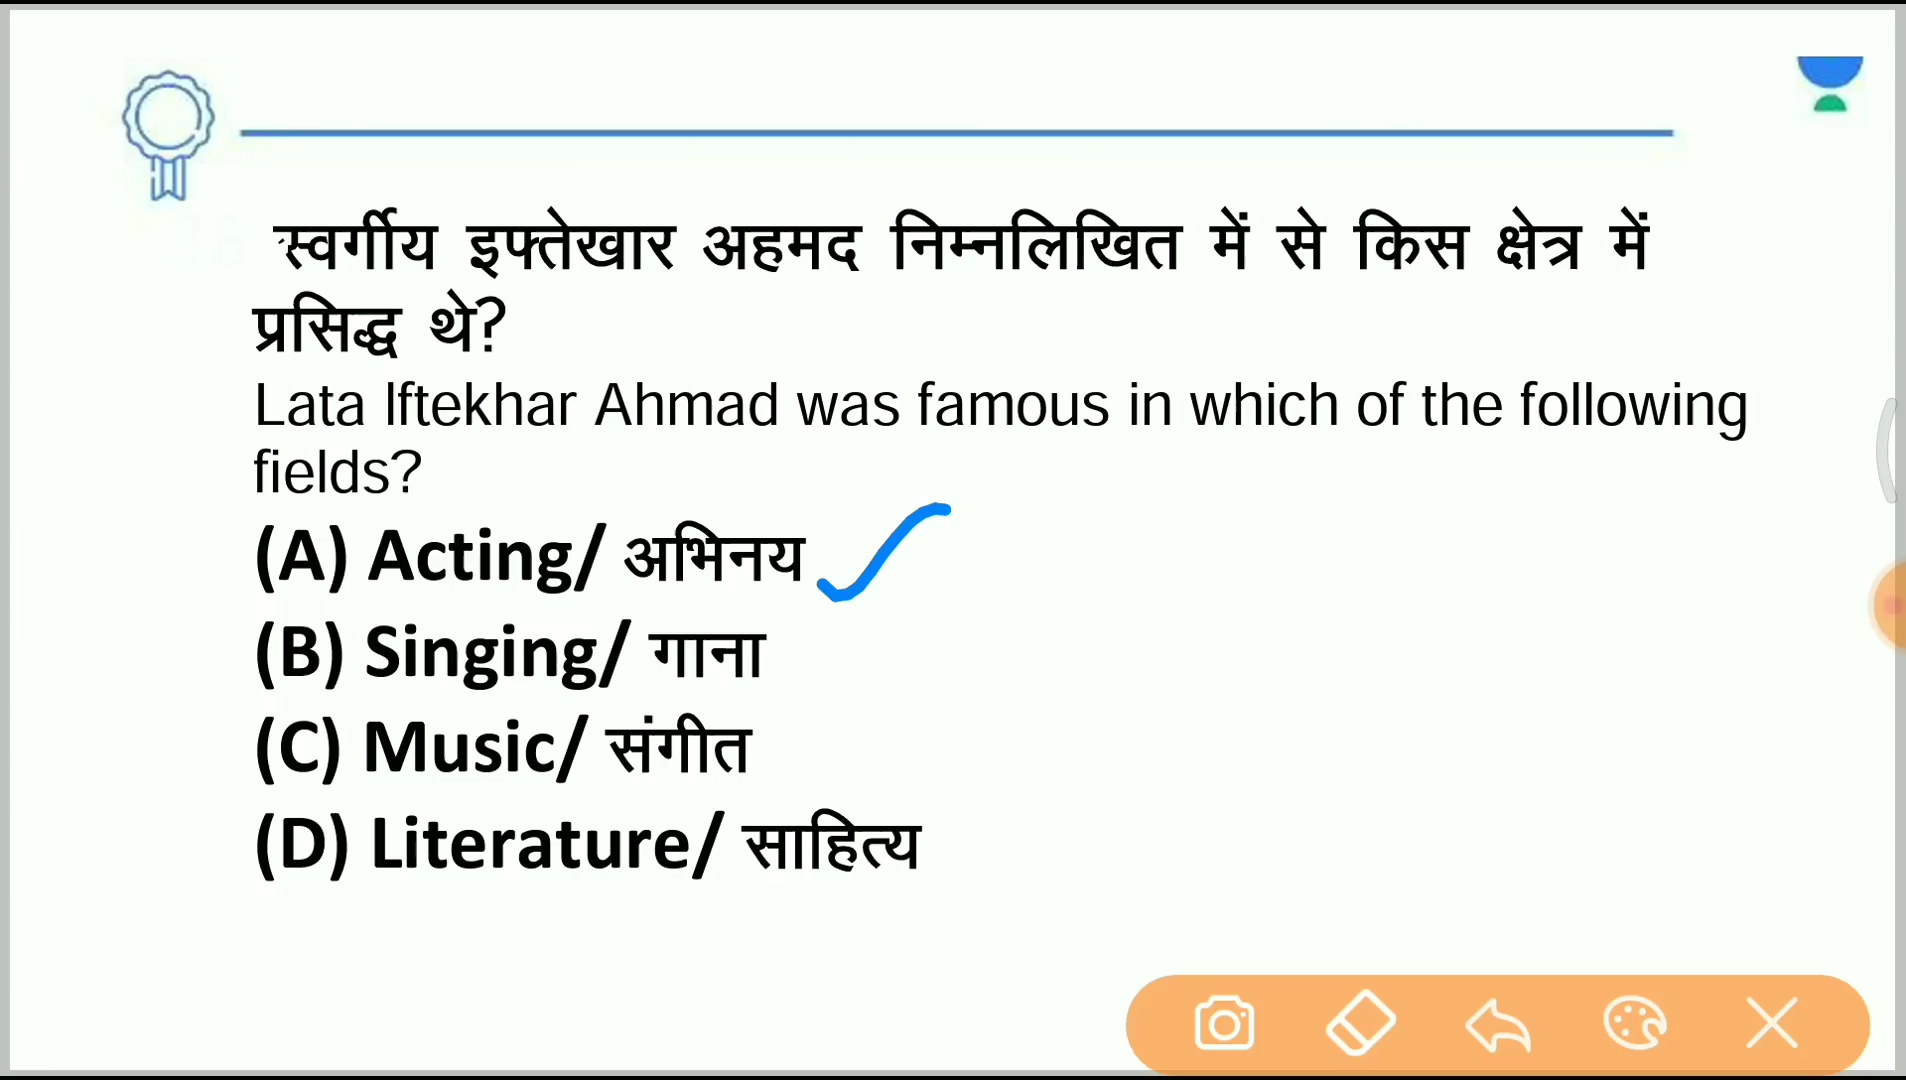 स्वर्गीय इफ्तेखार अहमद निम्नलिखित में से किस क्षेत्र में
प्रसिद्ध थे?
Lata Iftekhar Ahmad was famous in which of the following
fields?
(A) Acting/ अभिनय
(B) Singing/ गाना
(C) Music/ संगीत
(D) Literature/ साहित्य